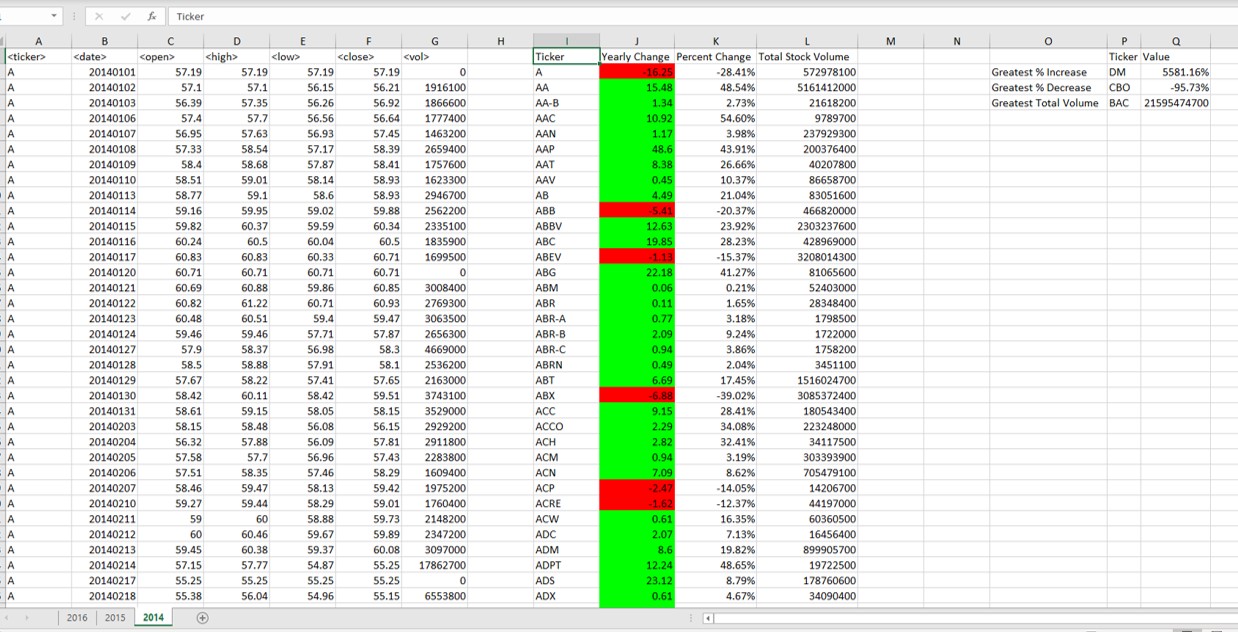 Ticker
A B C D E F G H I J K L M N O P Q
<ticker> <date> <open> <high> <low> <close> <vol> Ticker Yearly Change Percent Change Total Stock Volume Ticker Value
A 20140101 57.19 57.19 57.19 57.19 0 A -16.25 -28.41% 572978100 Greatest % Increase DM 5581.16%
A 20140102 57.1 57.1 56.15 56.21 1916100 AA 15.48 48.54% 5161412000 Greatest % Decrease CBO -95.73%
A 20140103 56.39 57.35 56.26 56.92 1866600 AA-B 1.34 2.73% 21618200 Greatest Total Volume BAC 21595474700
A 20140106 57.4 57.7 56.56 56.64 1777400 AAC 10.92 54.60% 9789700
A 20140107 56.95 57.63 56.93 57.45 1463200 AAN 1.17 3.98% 237929300
A 20140108 57.33 58.54 57.17 58.39 2659400 AAP 48.6 43.91% 200376400
A 20140109 58.4 58.68 57.87 58.41 1757600 AAT 8.38 26.66% 40207800
A 20140110 58.51 59.01 58.14 58.93 1623300 AAV 0.45 10.37% 86658700
A 20140113 58.77 59.1 58.6 58.93 2946700 AB 4.49 21.04% 83051600
A 20140114 59.16 59.95 59.02 59.88 2562200 ABB -5.41 -20.37% 466820000
A 20140115 59.82 60.37 59.59 60.34 2335100 ABBV 12.63 23.92% 2303237600
A 20140116 60.24 60.5 60.04 60.5 1835900 ABC 19.85 28.23% 428969000
A 20140117 60.83 60.83 60.33 60.71 1699500 ABEV -1.13 -15.37% 3208014300
A 20140120 60.71 60.71 60.71 60.71 0 ABG 22.18 41.27% 81065600
A 20140121 60.69 60.88 59.86 60.85 3008400 ABM 0.06 0.21% 52403000
A 20140122 60.82 61.22 60.71 60.93 2769300 ABR 0.11 1.65% 28348400
A 20140123 60.48 60.51 59.4 59.47 3063500 ABR-A 0.77 3.18% 1798500
A 20140124 59.46 59.46 57.71 57.87 2656300 ABR-B 2.09 9.24% 1722000
A 20140127 57.9 58.37 56.98 58.3 4669000 ABR-C 0.94 3.86% 1758200
A 20140128 58.5 58.88 57.91 58.1 2536200 ABRN 0.49 2.04% 3451100
A 20140129 57.67 58.22 57.41 57.65 2163000 ABT 6.69 17.45% 1516024700
A 20140130 58.42 60.11 58.42 59.51 3743100 ABX -6.88 -39.02% 3085372400
A 20140131 58.61 59.15 58.05 58.15 3529000 ACC 9.15 28.41% 180543400
A 20140203 58.15 58.48 56.08 56.15 2929200 ACCO 2.29 34.08% 223248000
A 20140204 56.32 57.88 56.09 57.81 2911800 ACH 2.82 32.41% 34117500
A 20140205 57.58 57.7 56.96 57.43 2283800 ACM 0.94 3.19% 303393900
A 20140206 57.51 58.35 57.46 58.29 1609400 ACN 7.09 8.62% 705479100
A 20140207 58.46 59.47 58.13 59.42 1975200 ACP -2.47 -14.05% 14206700
A 20140210 59.27 59.44 58.29 59.01 1760400 ACRE -1.62 -12.37% 44197000
A 20140211 59 60 58.88 59.73 2148200 ACW 0.61 16.35% 60360500
A 20140212 60 60.46 59.67 59.89 2347200 ADC 2.07 7.13% 16456400
A 20140213 59.45 60.38 59.37 60.08 3097000 ADM 8.6 19.82% 899905700
A 20140214 57.15 57.77 54.87 55.25 17862700 ADPT 12.24 48.65% 19722500
A 20140217 55.25 55.25 55.25 55.25 0 ADS 23.12 8.79% 178760600
A 20140218 55.38 56.04 54.96 55.15 6553800 ADX 0.61 4.67% 34090400
2016 2015 2014